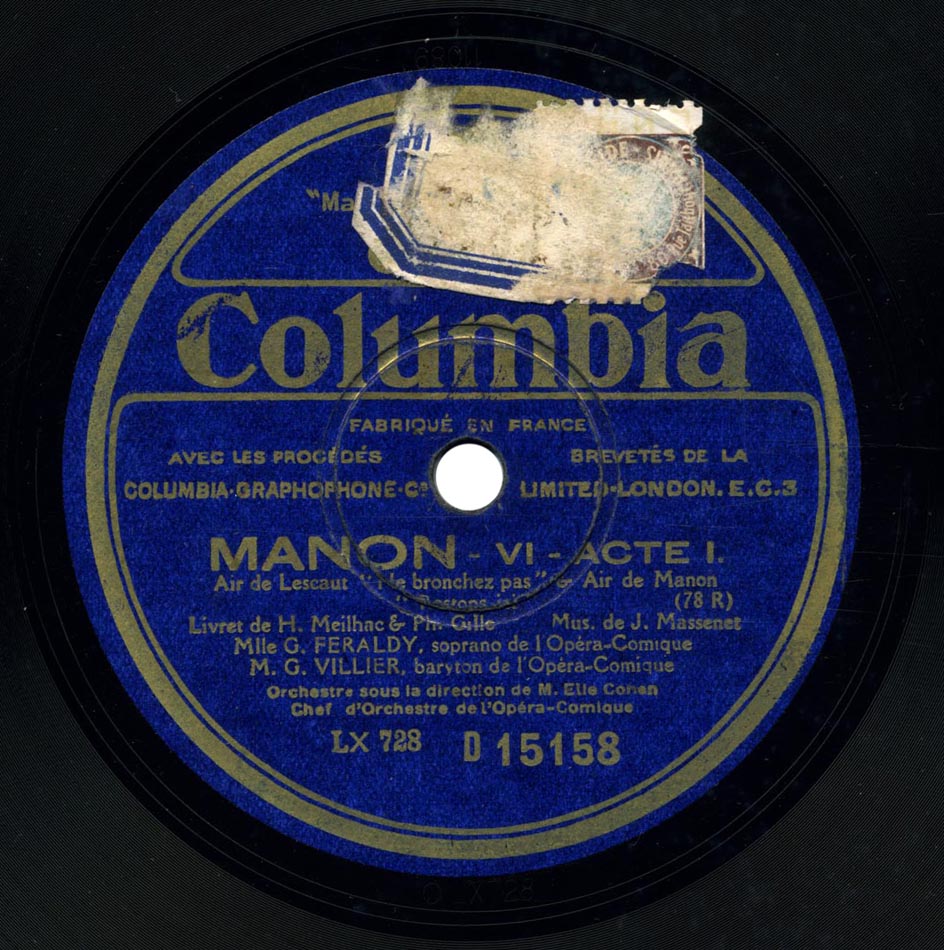 "Ma
Columbia
FABRIQUÉ EN FRANCE
AVEC LES PROCÉDÉS BREVETÉS DE LA
COLUMBIA·GRAPHOPHONE·Cº LIMITED·LONDON. E.C.3
MANON - VI - ACTE I.
Air de Lescaut "Ne bronchez pas" & Air de Manon
(78 R)
Livret de H. Meilhac & Ph. Gille Mus. de J. Massenet
Mlle G. FERALDY, soprano de l'Opéra-Comique
M. G. VILLIER, baryton de l'Opéra-Comique
Orchestre sous la direction de M. Elie Cohen
Chef d'Orchestre de l'Opéra-Comique
LX 728 D 15158
LX 728